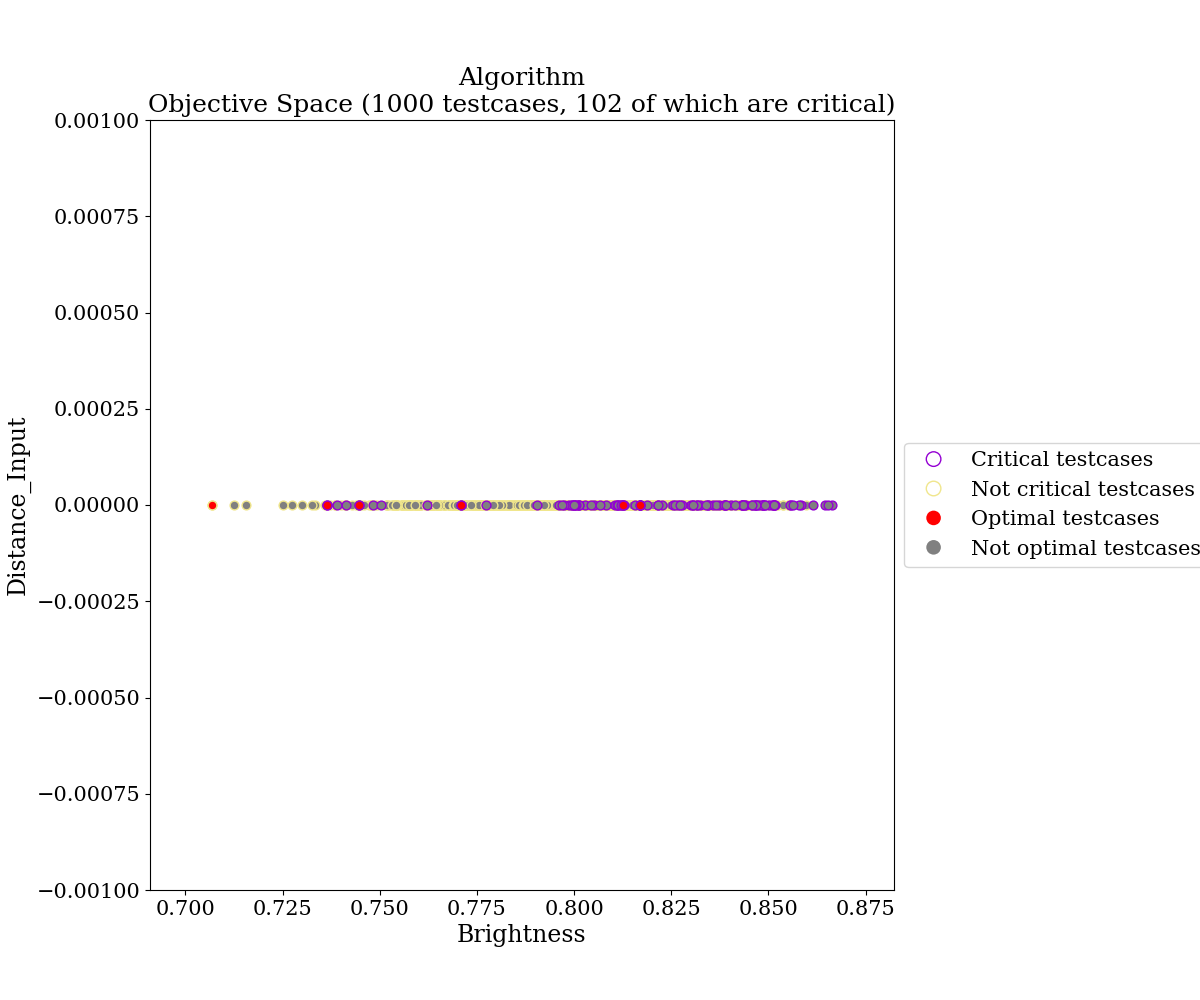 Algorithm
Objective Space (1000 testcases, 102 of which are critical)
0.00100
0.00075
0.00050
0.00025
0.00000
−0.00025
−0.00050
−0.00075
−0.00100
Distance_Input
0.700 0.725 0.750 0.775 0.800 0.825 0.850 0.875
Brightness
Critical testcases
Not critical testcases
Optimal testcases
Not optimal testcases